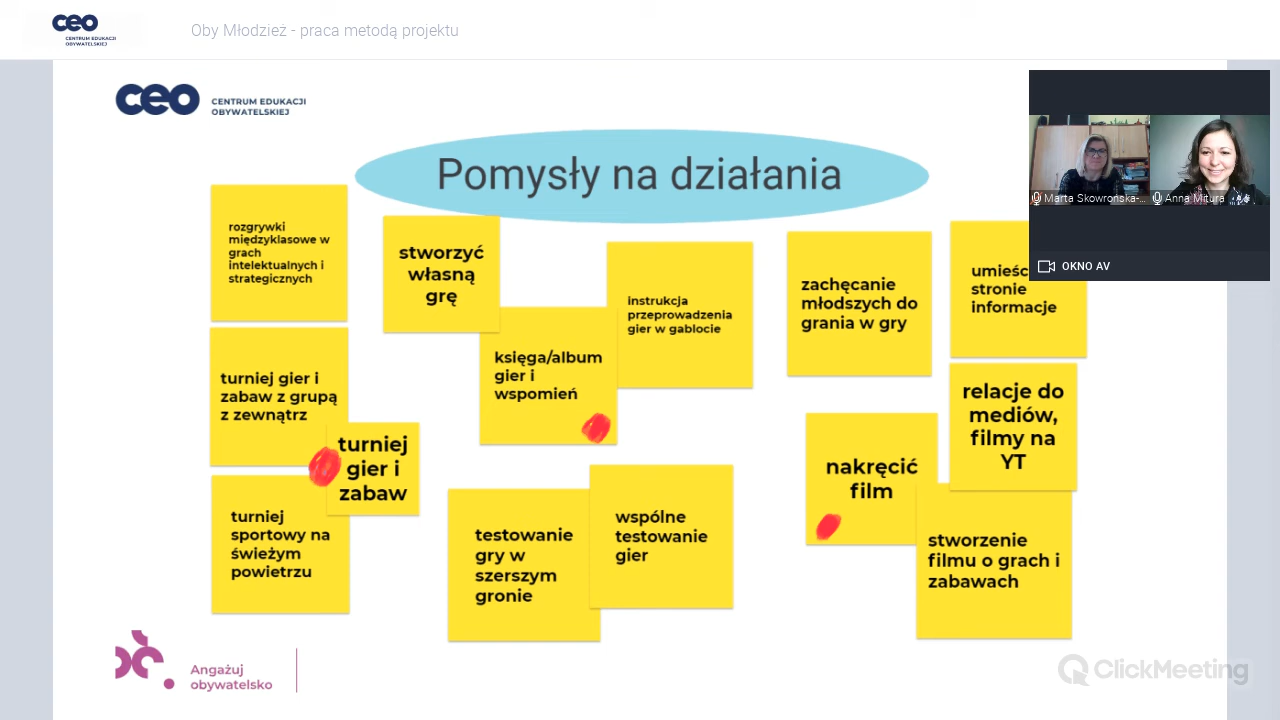 ceo
CENTRUM EDUKACJI
OBYWATELSKIEJ
Oby Młodzież - praca metodą projektu
ceo
CENTRUM EDUKACJI
OBYWATELSKIEJ
Pomysły na działania
Marta Skowrońska-...
Anna Mitura
OKNO AV
rozgrywki
międzyklasowe w
grach
intelektualnych i
strategicznych
stworzyć
własną
grę
instrukcja
przeprowadzenia
gier w gablocie
zachęcanie
młodszych do
grania w gry
stronie
informacje
turniej gier i
zabaw z grupą
z zewnątrz
księga/album
gier i
wspomień
relacje do
mediów,
filmy na
YT
turniej
gier i
zabaw
nakręcić
film
turniej
sportowy na
świeżym
powietrzu
testowanie
gry w
szerszym
gronie
wspólne
testowanie
gier
stworzenie
filmu o grach i
zabawach
Angażuj
obywatelsko
ClickMeeting